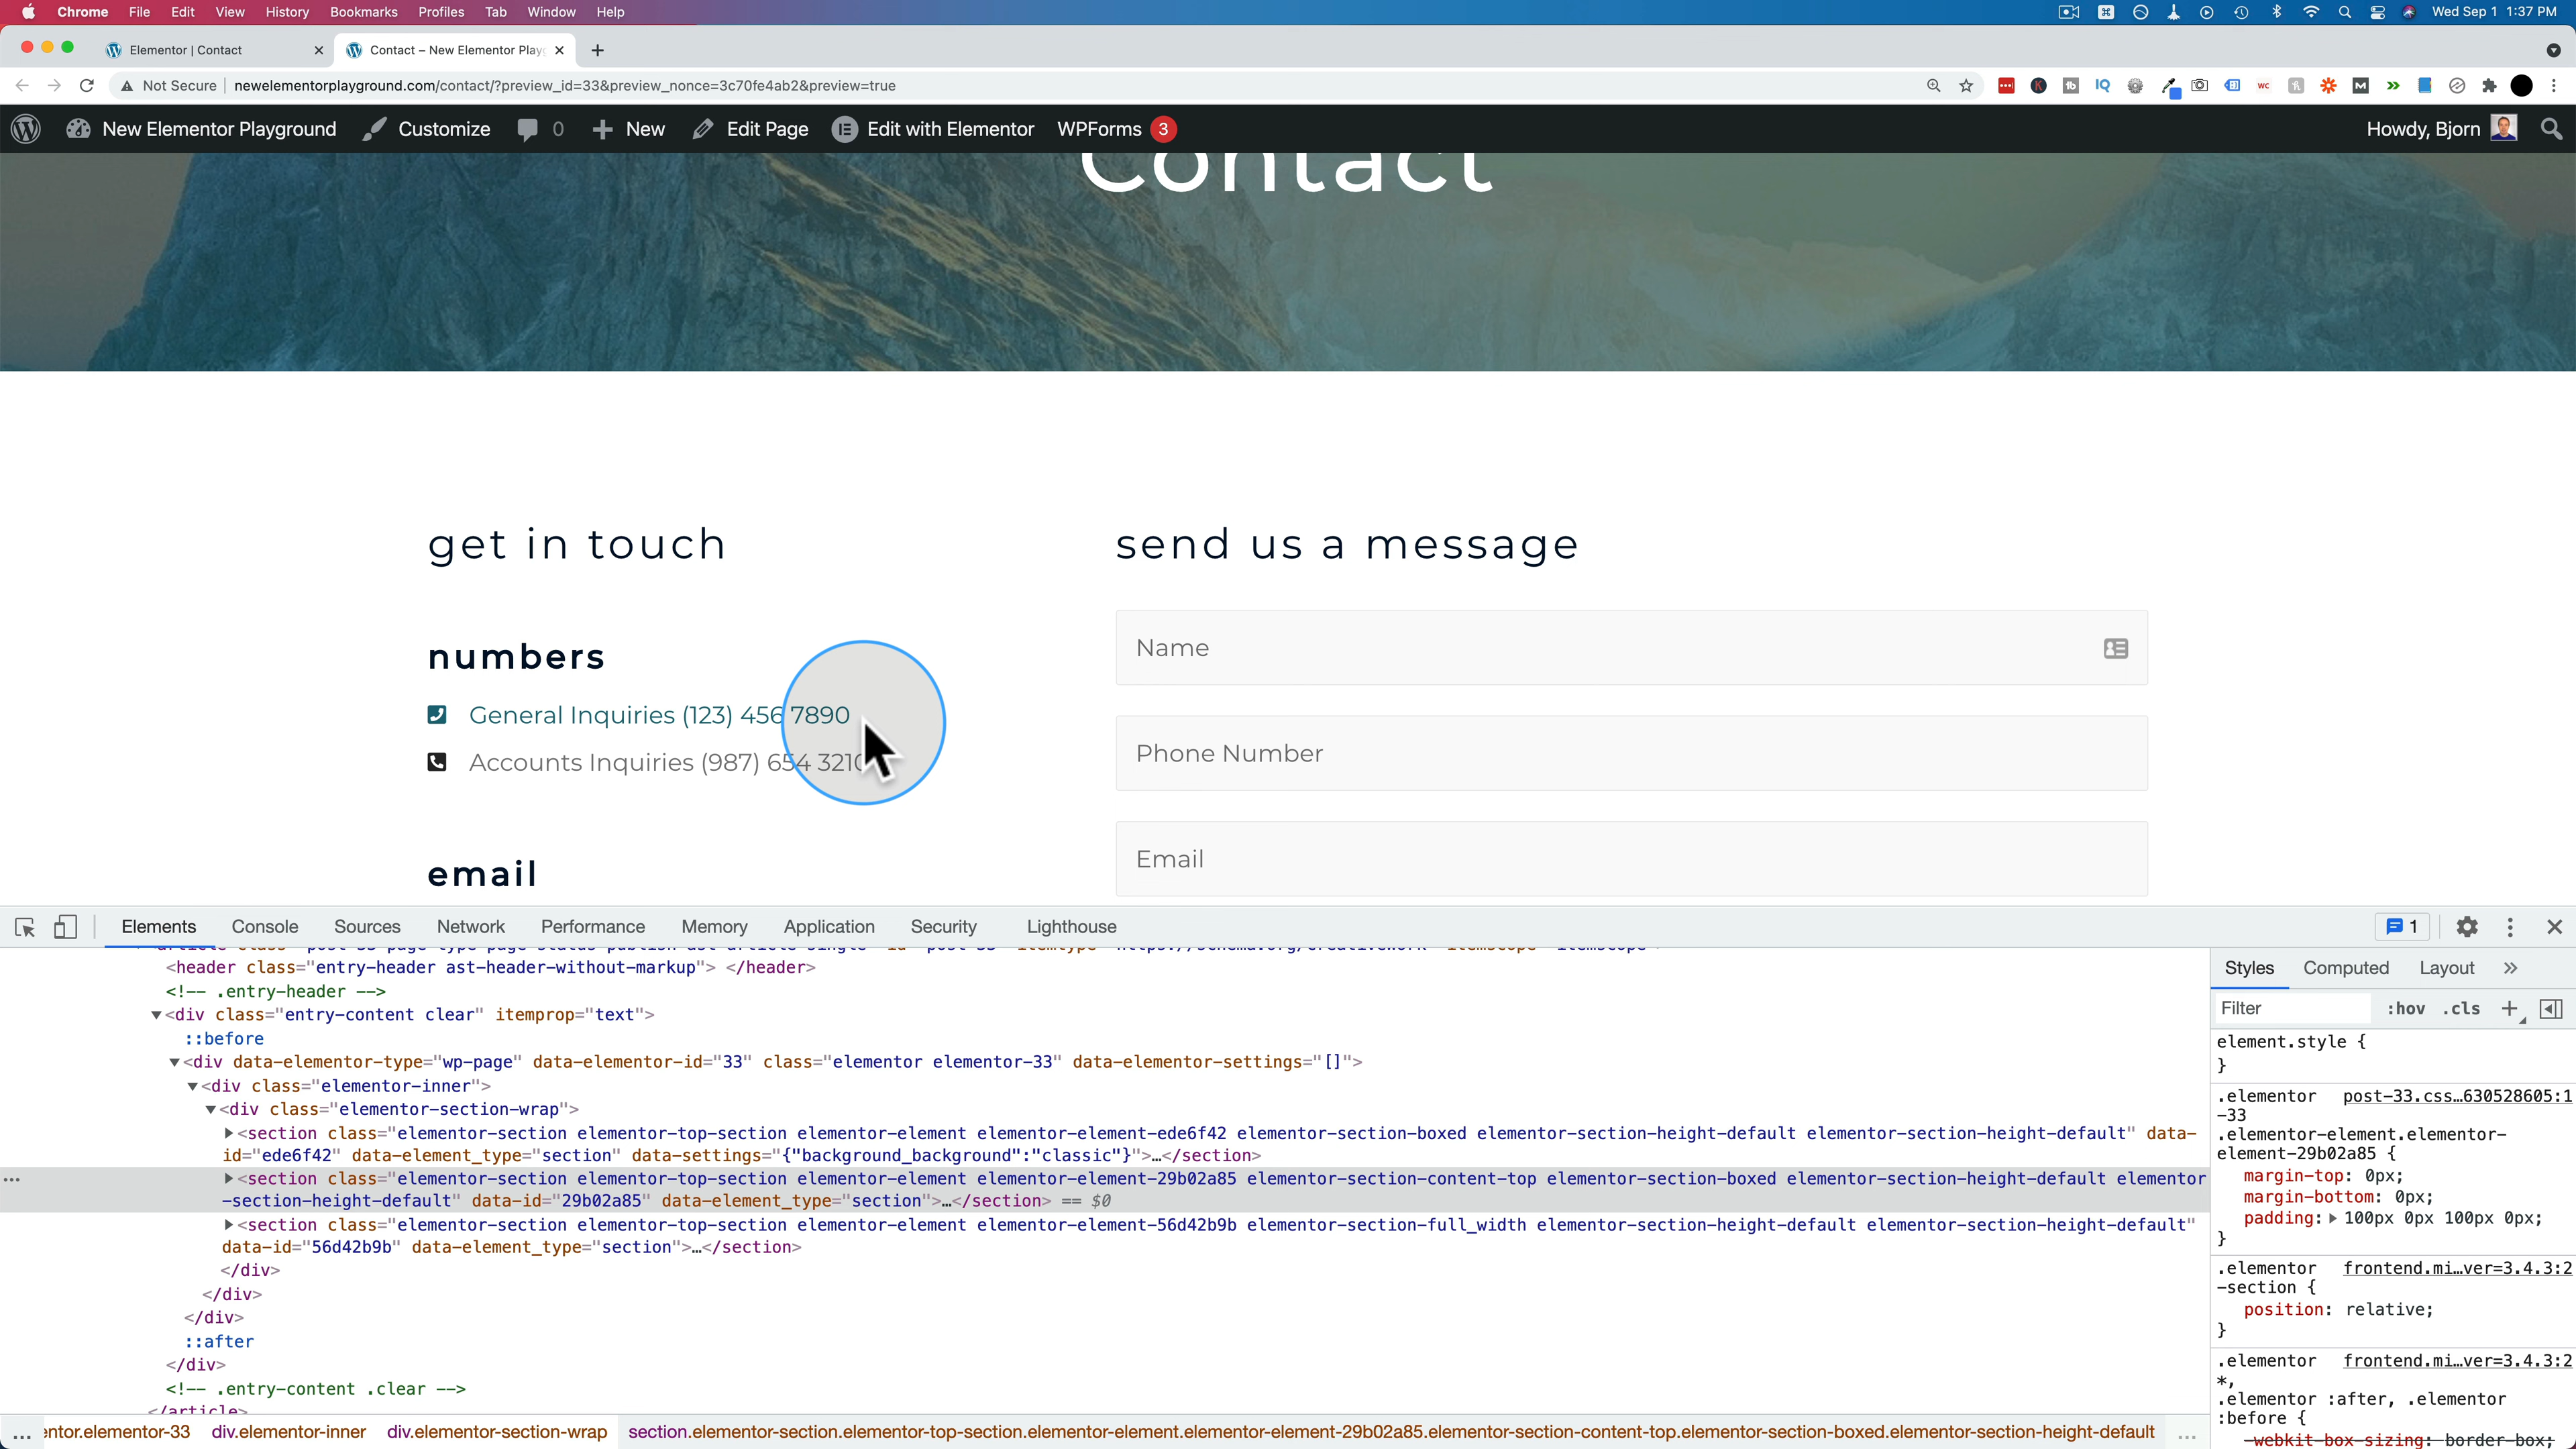 Chrome File Edit View History Bookmarks Profiles Tab Window Help Wed Sep 1 1:37 PM
Elementor | Contact Contact – New Elementor Play
Not Secure newelementorplayground.com/contact/?preview_id=33&preview_nonce=3c70fe4ab2&preview=true
New Elementor Playground Customize 0 New Edit Page Edit with Elementor WPForms 3 Howdy, Bjorn
Contact
get in touch
send us a message
numbers
General Inquiries (123) 456 7890
Accounts Inquiries (987) 654 3210
email
Name
Phone Number
Email
Elements Console Sources Network Performance Memory Application Security Lighthouse 1
<header class="entry-header ast-header-without-markup"> </header>
<!-- .entry-header -->
<div class="entry-content clear" itemprop="text">
::before
<div data-elementor-type="wp-page" data-elementor-id="33" class="elementor elementor-33" data-elementor-settings="[]">
<div class="elementor-inner">
<div class="elementor-section-wrap">
<section class="elementor-section elementor-top-section elementor-element elementor-element-ede6f42 elementor-section-boxed elementor-section-height-default elementor-section-height-default" data-
id="ede6f42" data-element_type="section" data-settings="{"background_background":"classic"}">…</section>
<section class="elementor-section elementor-top-section elementor-element elementor-element-29b02a85 elementor-section-content-top elementor-section-boxed elementor-section-height-default elementor
-section-height-default" data-id="29b02a85" data-element_type="section">…</section> == $0
<section class="elementor-section elementor-top-section elementor-element elementor-element-56d42b9b elementor-section-full_width elementor-section-height-default elementor-section-height-default"
data-id="56d42b9b" data-element_type="section">…</section>
</div>
</div>
</div>
::after
</div>
<!-- .entry-content .clear -->
</article>
... entor.elementor-33 div.elementor-inner div.elementor-section-wrap section.elementor-section.elementor-top-section.elementor-element.elementor-element-29b02a85.elementor-section-content-top.elementor-section-boxed.elementor-section-height-default ...
Styles Computed Layout »
Filter :hov .cls +
element.style {
}
.elementor post-33.css…630528605:1
-33
.elementor-element.elementor-
element-29b02a85 {
margin-top: 0px;
margin-bottom: 0px;
padding: 100px 0px 100px 0px;
}
.elementor frontend.mi…ver=3.4.3:2
-section {
position: relative;
}
.elementor frontend.mi…ver=3.4.3:2
*,
.elementor :after, .elementor
:before {
-webkit-box-sizing: border-box;